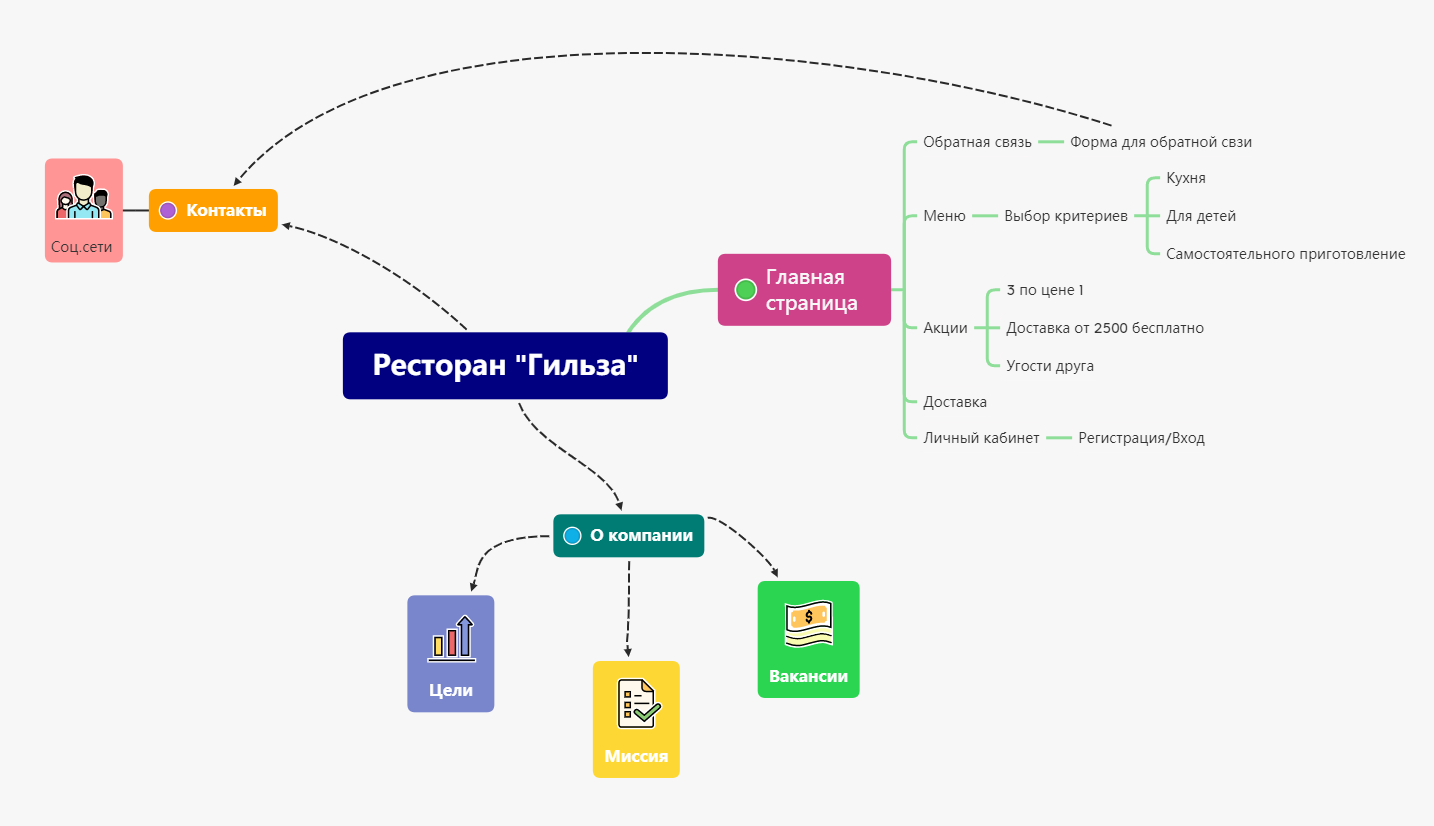 Обратная связь
Форма для обратной свзи
Кухня
Меню
Выбор критериев
Для детей
Самостоятельного приготовление
Соц.сети
Контакты
Главная
страница
3 по цене 1
Акции
Доставка от 2500 бесплатно
Угости друга
Ресторан "Гильза"
Доставка
Личный кабинет
Регистрация/Вход
О компании
$
Цели
Миссия
Вакансии